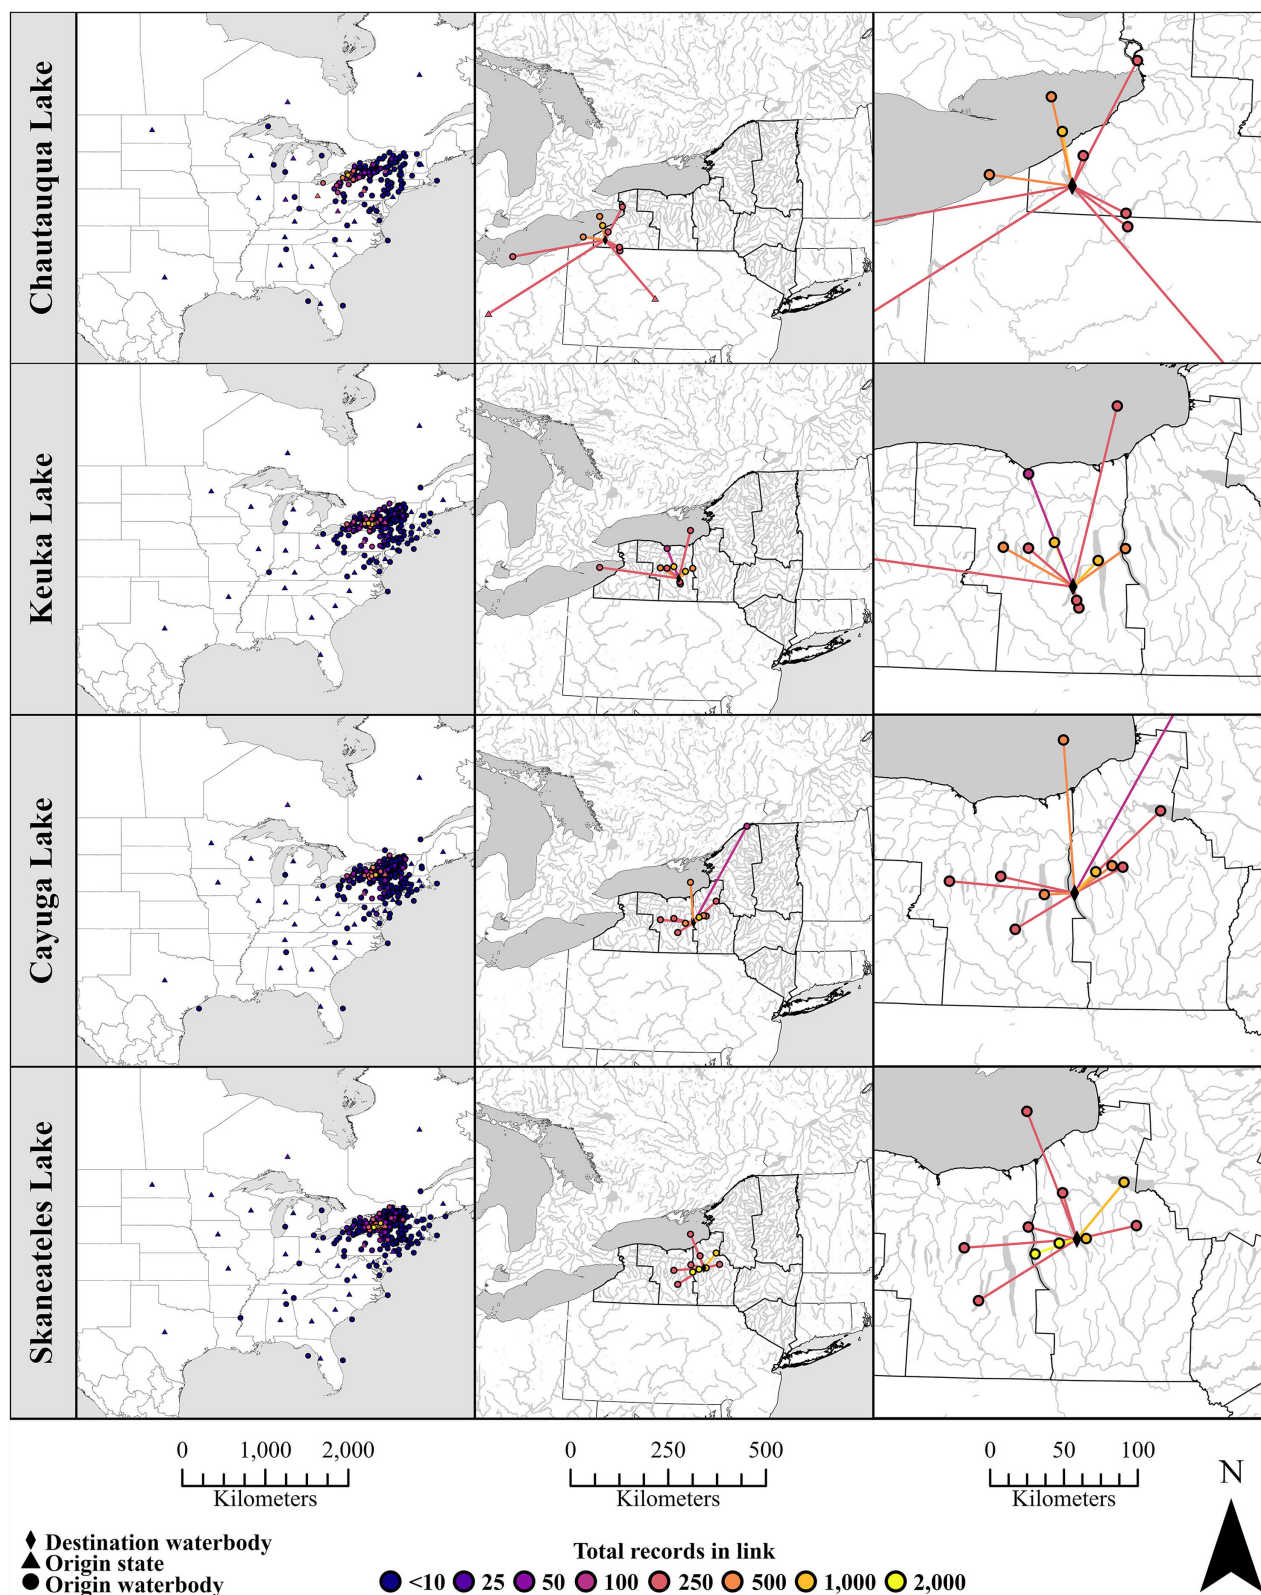 Chautauqua Lake
Keuka Lake
Cayuga Lake
Skaneateles Lake
0 1,000 2,000
Kilometers
0 250 500
Kilometers
0 50 100
Kilometers
N
Destination waterbody
Origin state
Origin waterbody
Total records in link
<10 25 50 100 250 500 1,000 2,000